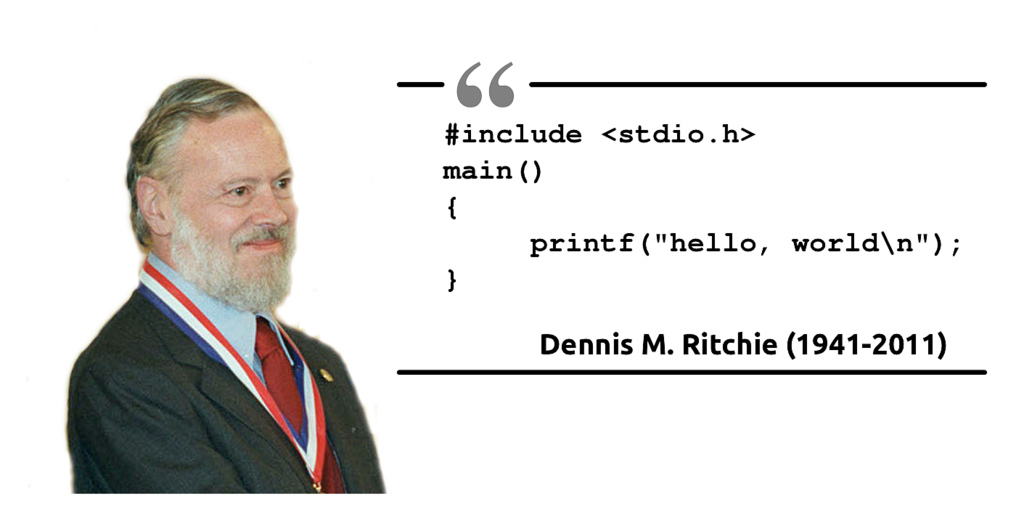 “
#include <stdio.h>
main()
{
     printf("hello, world\n");
}
Dennis M. Ritchie (1941-2011)